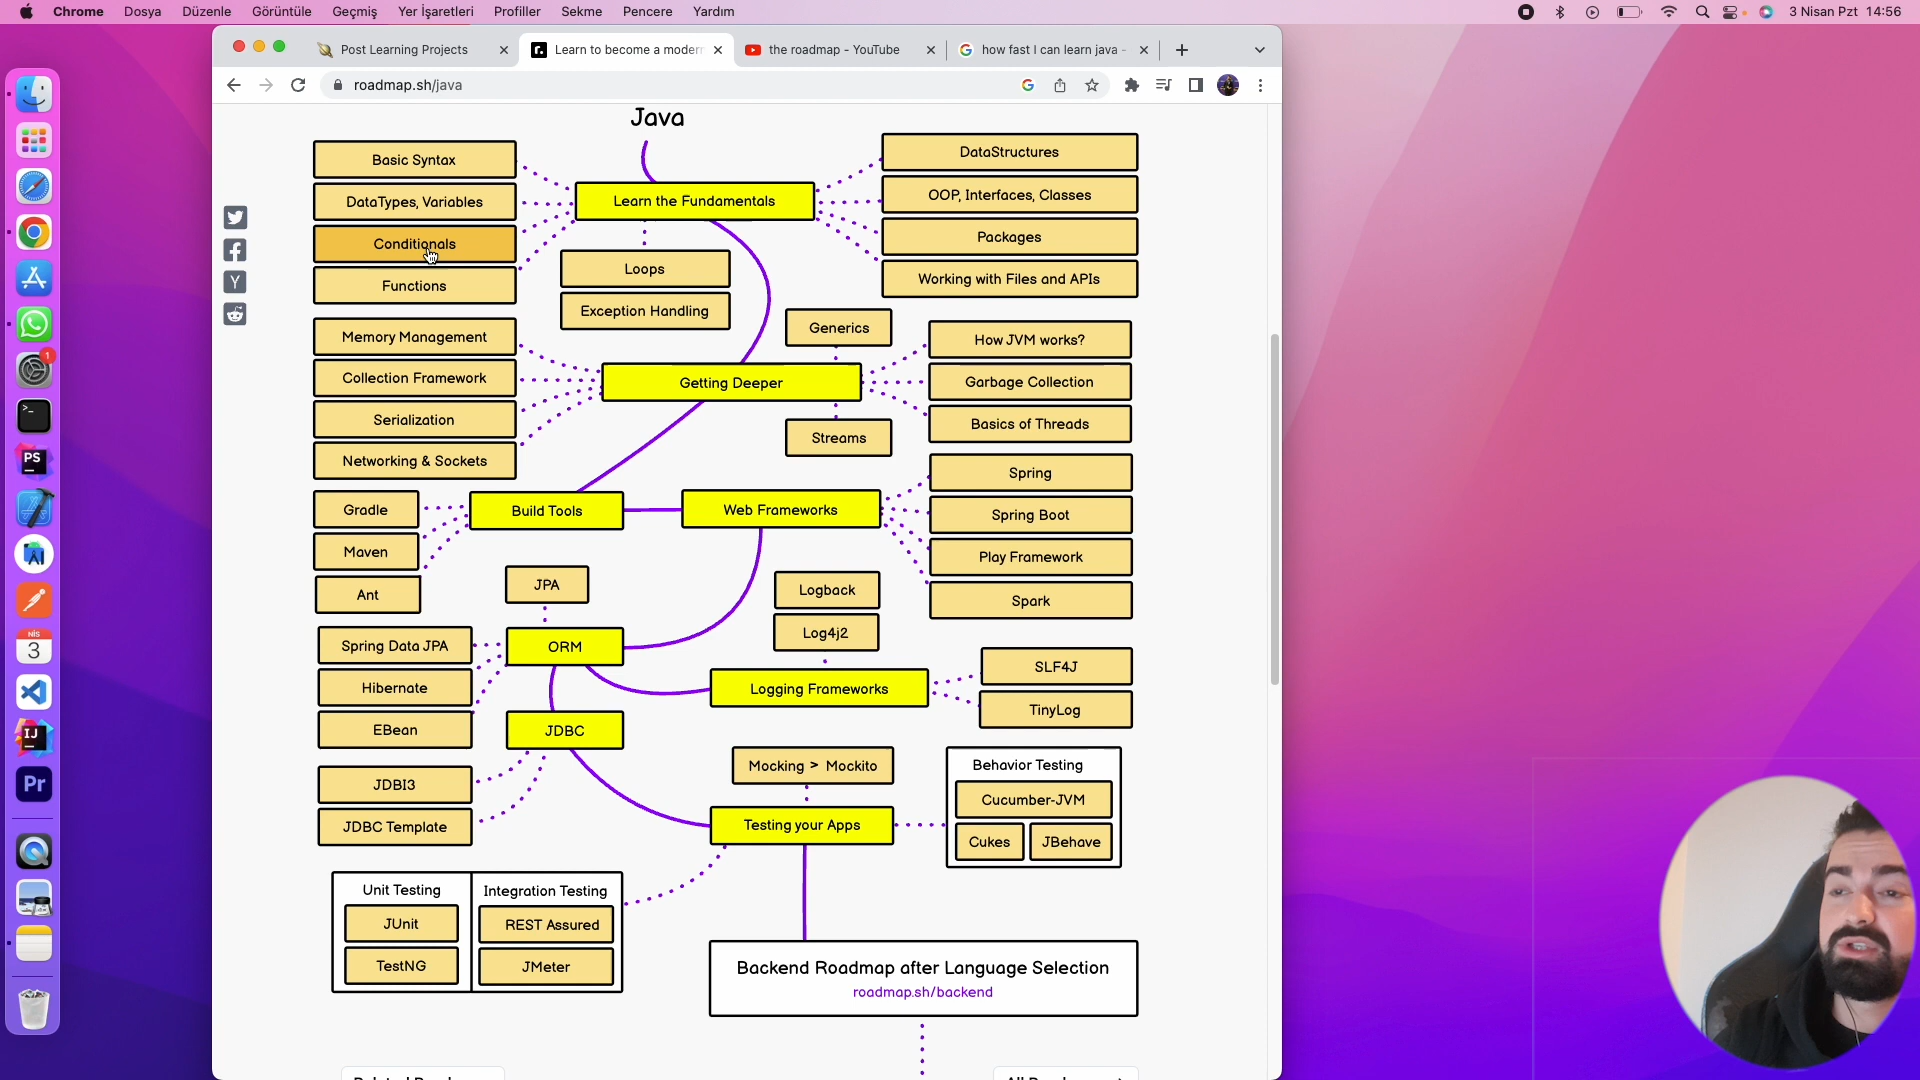 Chrome Dosya Düzenle Görüntüle Geçmiş Yer İşaretleri Profiller Sekme Pencere Yardım 3 Nisan Pzt 14:56
Post Learning Projects
Learn to become a modern
the roadmap - YouTube
how fast I can learn java -
roadmap.sh/java
Java
Basic Syntax
DataTypes, Variables
Conditionals
Functions
Learn the Fundamentals
Loops
Exception Handling
DataStructures
OOP, Interfaces, Classes
Packages
Working with Files and APIs
Memory Management
Collection Framework
Serialization
Networking & Sockets
Getting Deeper
Generics
Streams
How JVM works?
Garbage Collection
Basics of Threads
Gradle
Maven
Ant
Build Tools
Web Frameworks
Spring
Spring Boot
Play Framework
Spark
JPA
Spring Data JPA
Hibernate
EBean
ORM
Logback
Log4j2
Logging Frameworks
SLF4J
TinyLog
JDBC
JDBI3
JDBC Template
Mocking > Mockito
Testing your Apps
Behavior Testing
Cucumber-JVM
Cukes JBehave
Unit Testing
JUnit
TestNG
Integration Testing
REST Assured
JMeter
Backend Roadmap after Language Selection
roadmap.sh/backend
1
PS
NİS
3
IJ
Pr